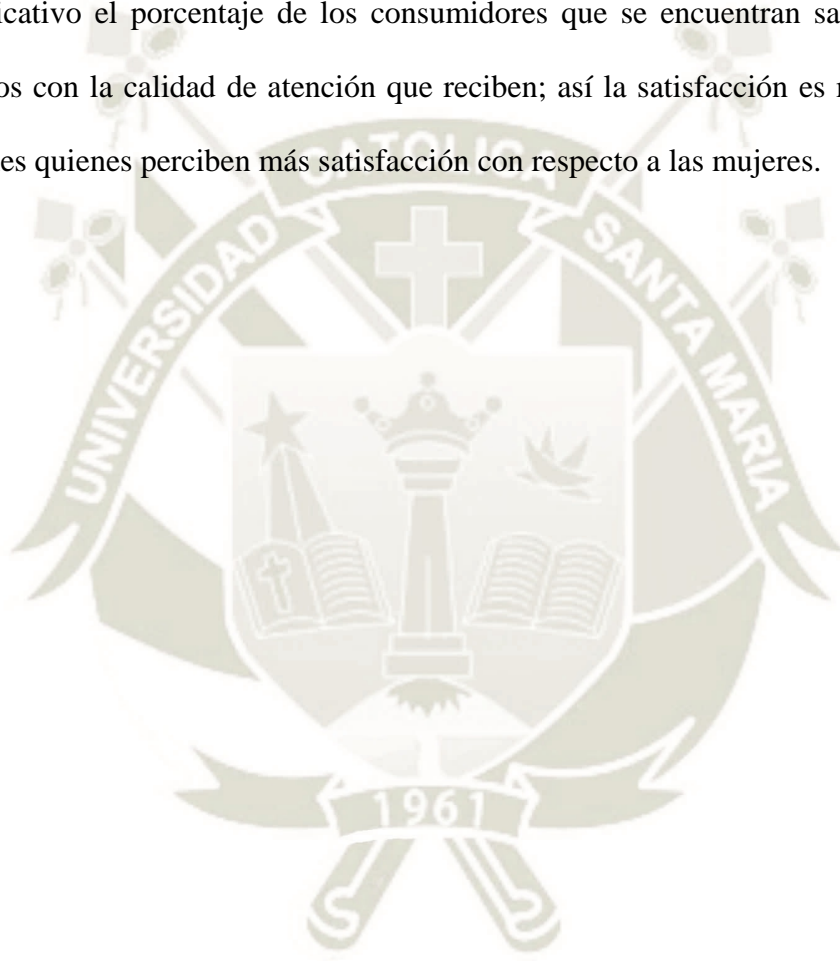 icativo el porcentaje de los consumidores que se encuentran sa
os con la calidad de atención que reciben; así la satisfacción es
es quienes perciben más satisfacción con respecto a las mujeres.
UNIVERSIDAD CATOLICA SANTA MARIA
1961